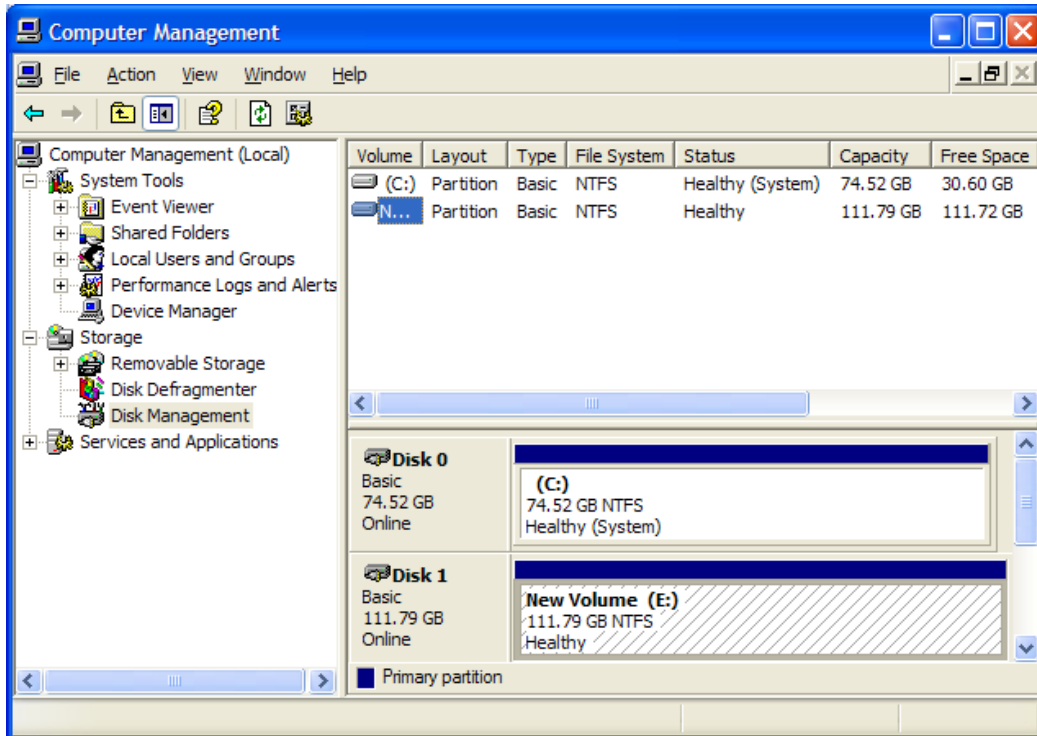 Computer Management
File Action View Window Help
Computer Management (Local)
System Tools
Event Viewer
Shared Folders
Local Users and Groups
Performance Logs and Alerts
Device Manager
Storage
Removable Storage
Disk Defragmenter
Disk Management
Services and Applications
Volume Layout Type File System Status Capacity Free Space
(C:) Partition Basic NTFS Healthy (System) 74.52 GB 30.60 GB
N... Partition Basic NTFS Healthy 111.79 GB 111.72 GB
Disk 0
Basic
74.52 GB
Online
(C:)
74.52 GB NTFS
Healthy (System)
Disk 1
Basic
111.79 GB
Online
New Volume (E:)
111.79 GB NTFS
Healthy
Primary partition